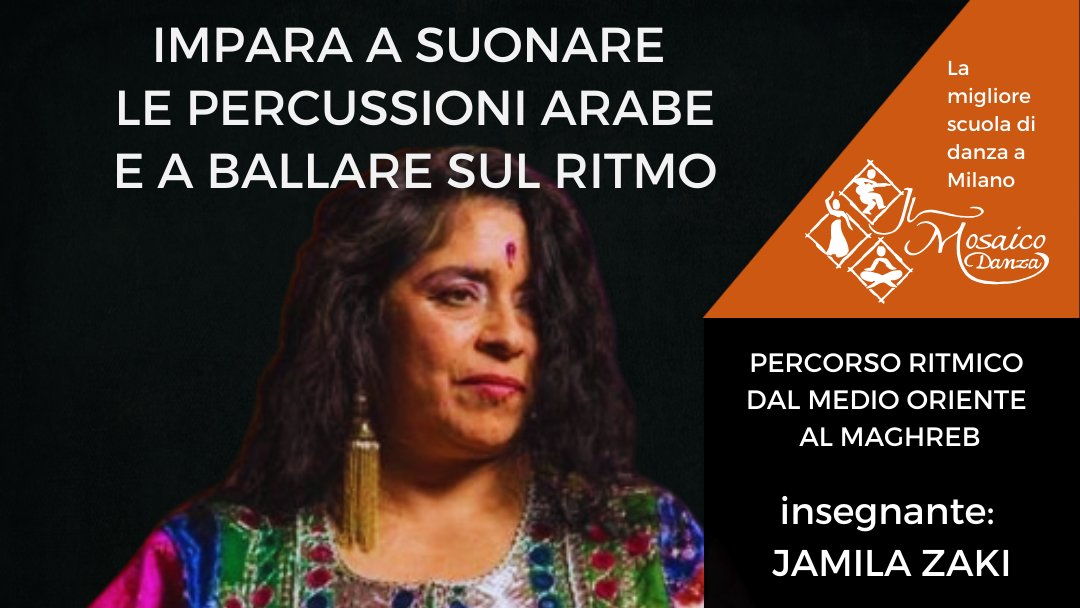 IMPARA A SUONARE
LE PERCUSSIONI ARABE
E A BALLARE SUL RITMO
La
migliore
scuola di
danza a
Milano
Il
Mosaico
Danza
PERCORSO RITMICO
DAL MEDIO ORIENTE
AL MAGHREB
insegnante:
JAMILA ZAKI